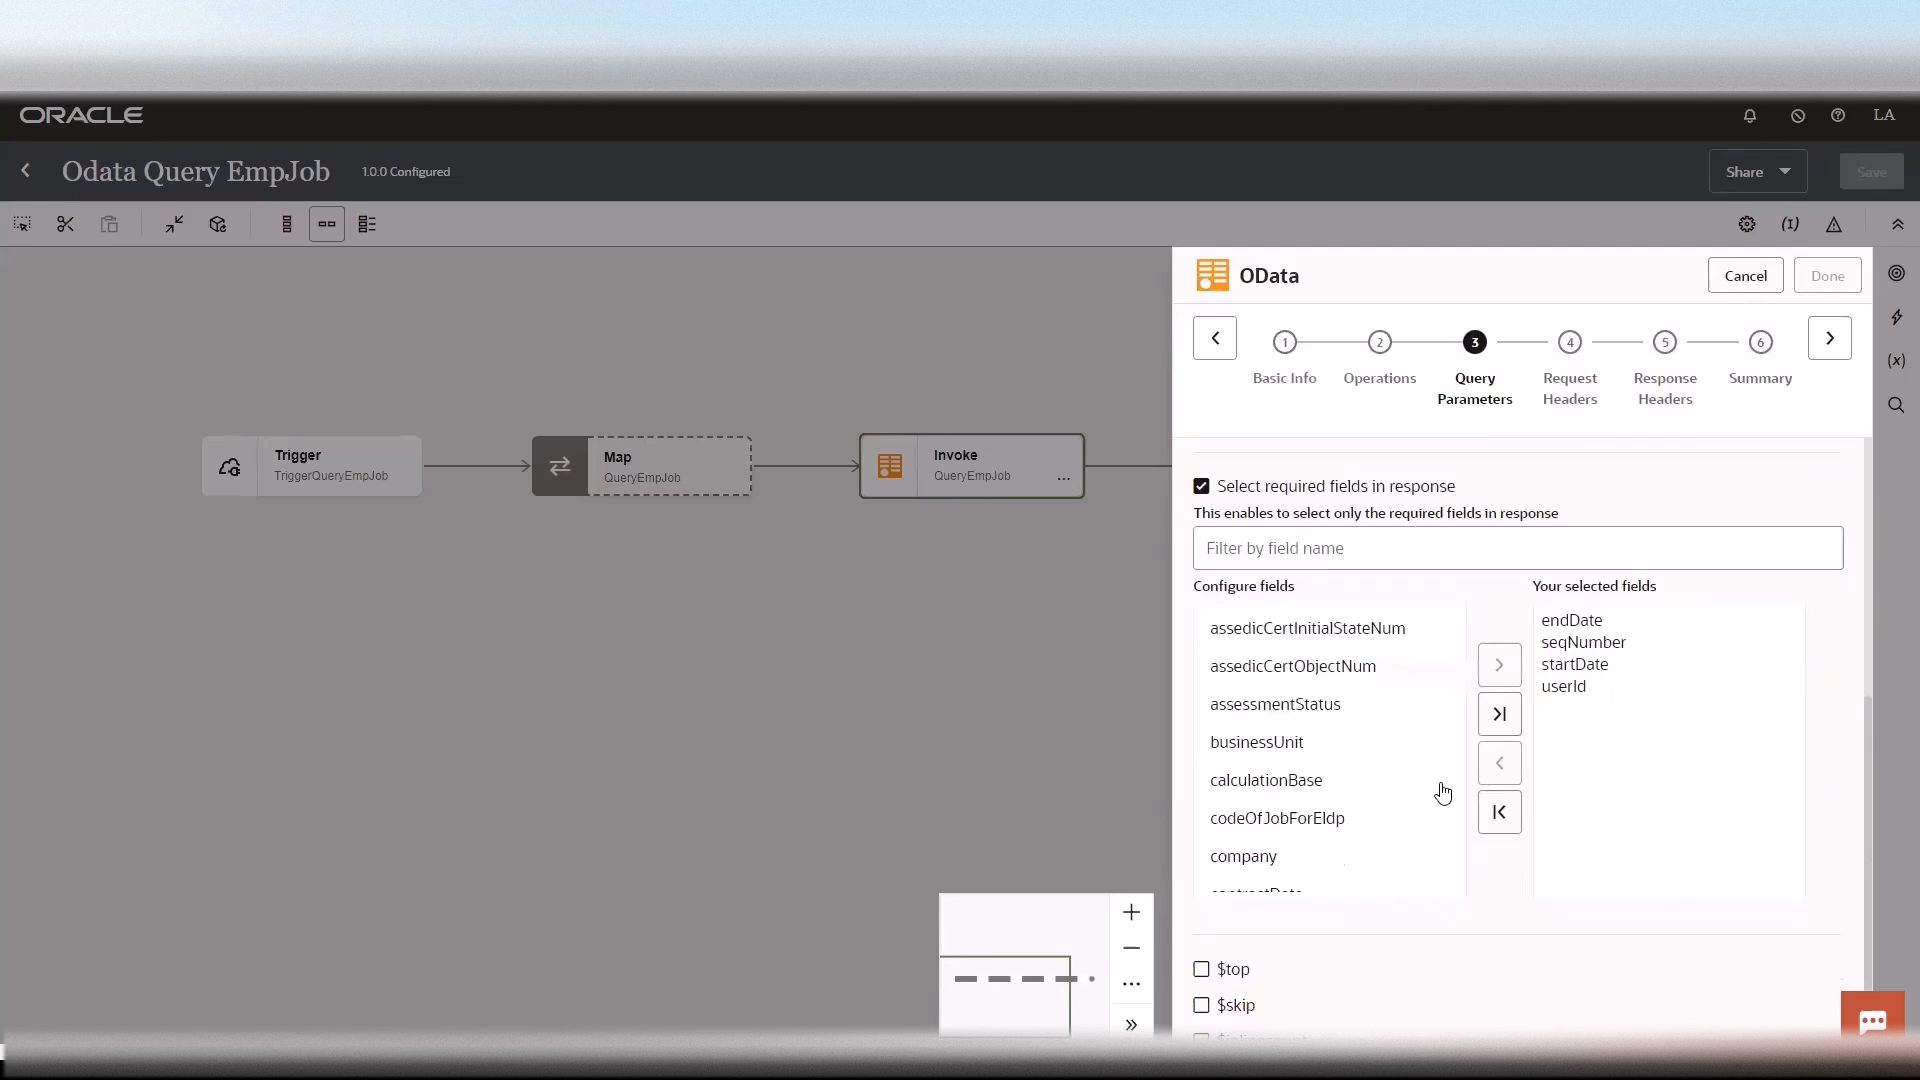 ORACLE
LA
Odata Query EmpJob
1.0.0 Configured
Share
Save
OData
Cancel
Done
1
2
3
4
5
6
Basic Info
Operations
Query
Parameters
Request
Headers
Response
Headers
Summary
Trigger
TriggerQueryEmpJob
Map
QueryEmpJob
Invoke
QueryEmpJob
...
Select required fields in response
This enables to select only the required fields in response
Filter by field name
Configure fields
Your selected fields
assedicCertInitialStateNum
assedicCertObjectNum
assessmentStatus
businessUnit
calculationBase
codeOfJobForEIdp
company
contractDate
endDate
seqNumber
startDate
userId
$top
$skip